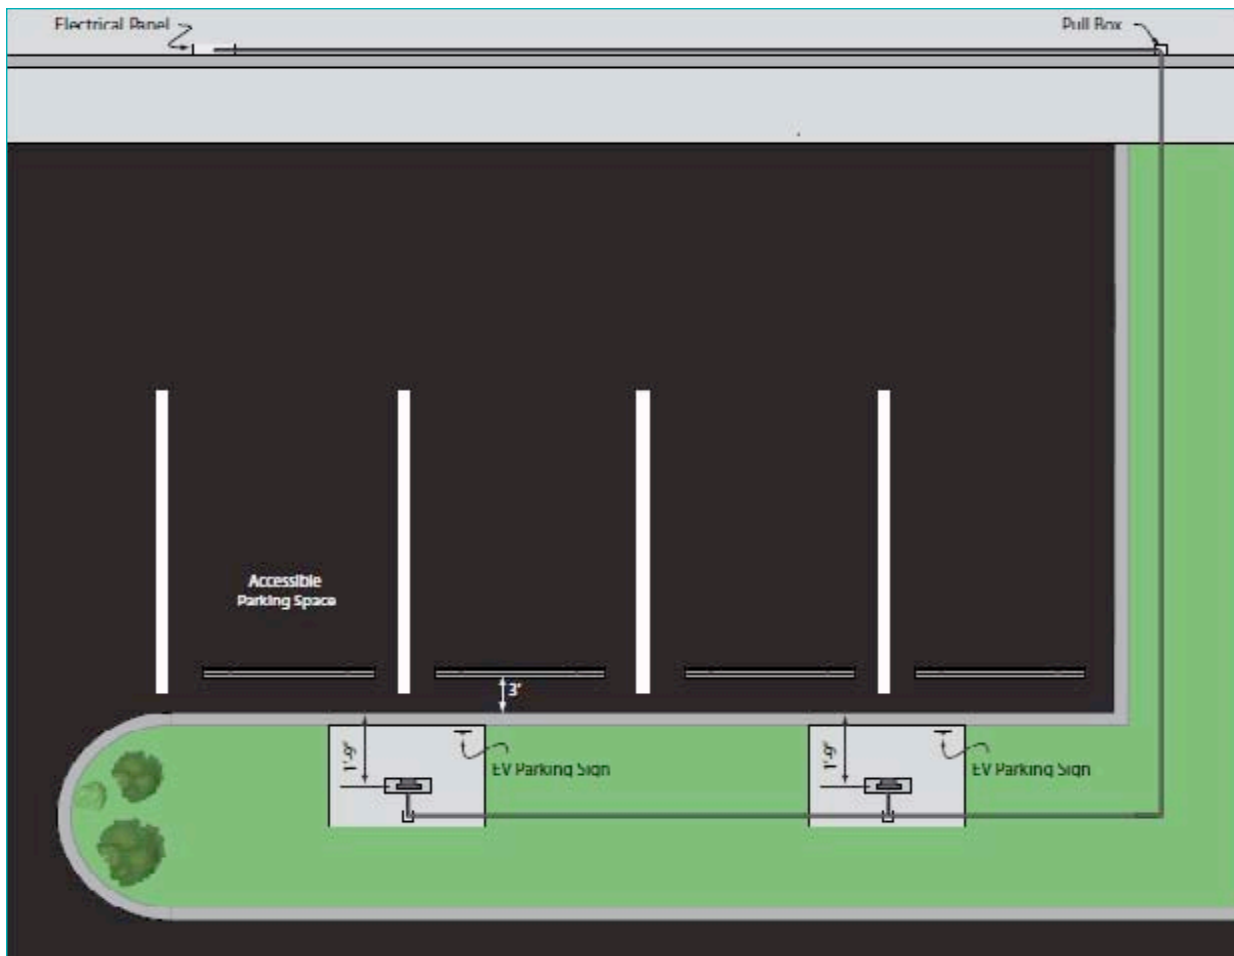 Electrical Panel
Pull Box
Accessible
Parking Space
3'
1'-9"
EV Parking Sign
1'-9"
EV Parking Sign